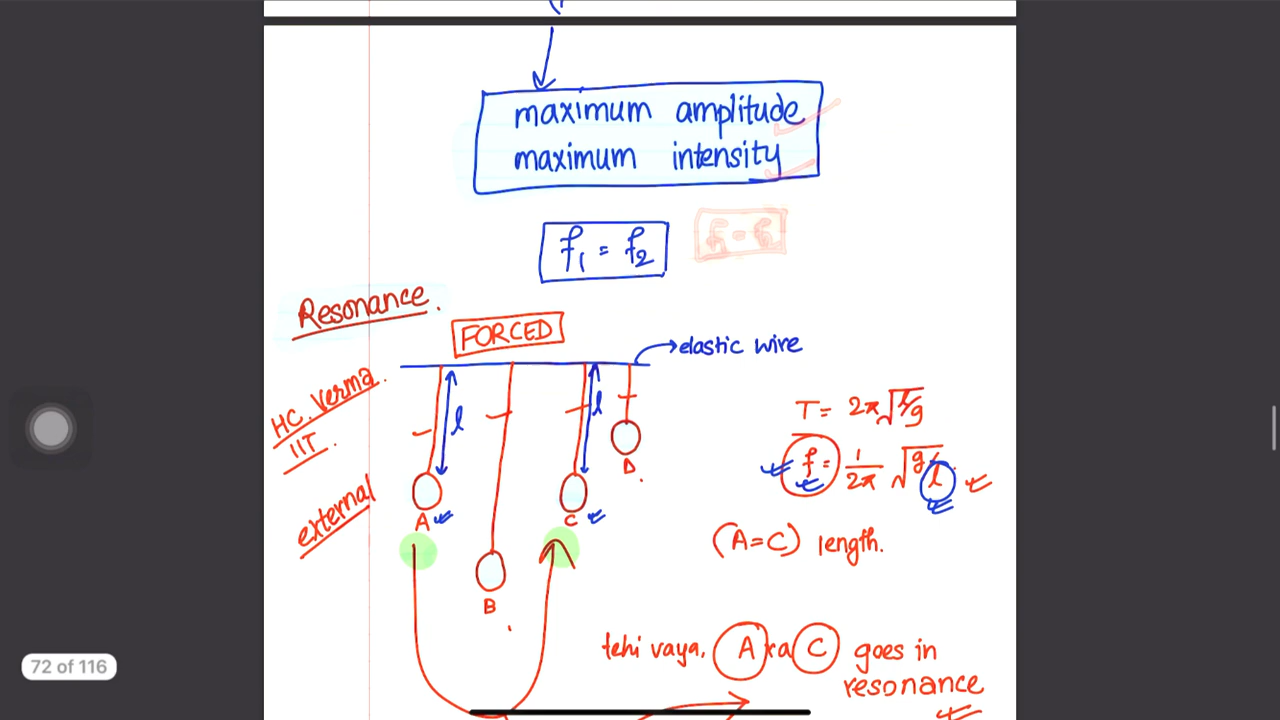 maximum amplitude
maximum intensity
f₁ = f₂
Resonance.
FORCED
elastic wire
HC. Verma.
IIT.
external
l
l
A
B
C
D
T = 2π√l/g
f = 1/2π √g/l
(A=C) length.
tehi vaya, A ra C goes in
resonance
72 of 116